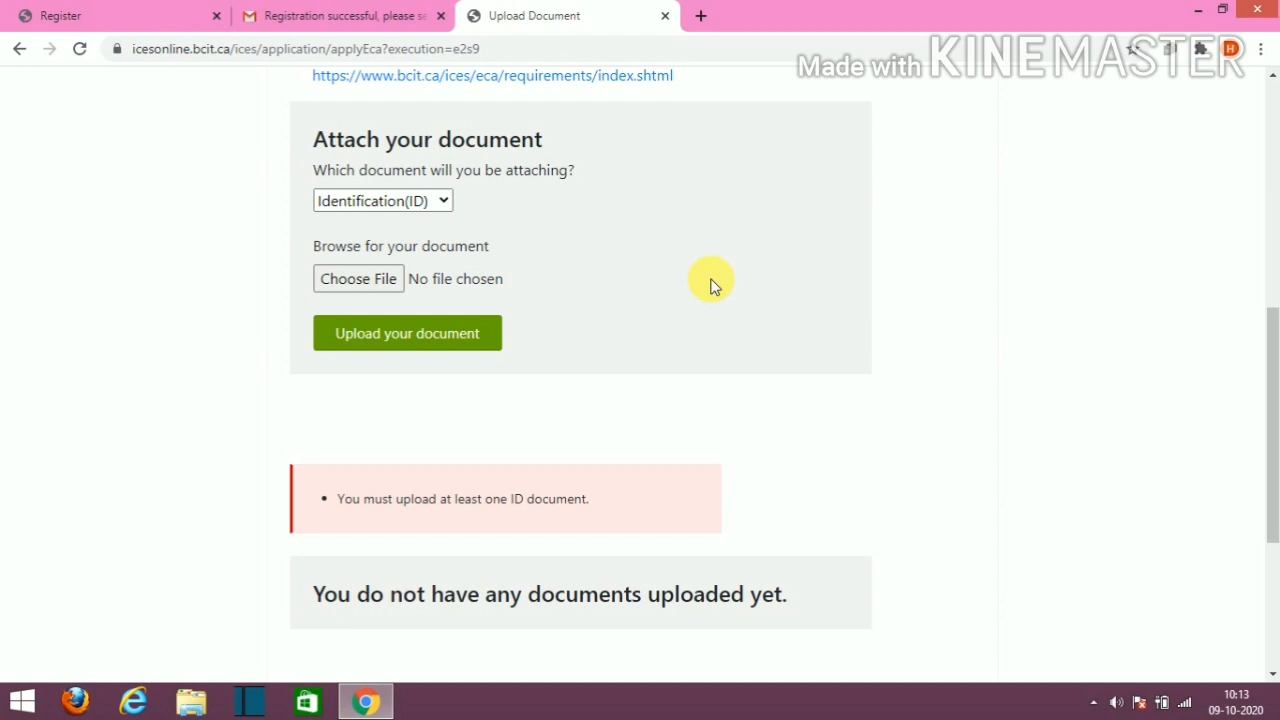 Register
Registration successful, please se
Upload Document
icesonline.bcit.ca/ices/application/applyEca?execution=e2s9
Made with KINEMASTER
H
https://www.bcit.ca/ices/eca/requirements/index.shtml
Attach your document
Which document will you be attaching?
Identification(ID)
Browse for your document
Choose File No file chosen
Upload your document
• You must upload at least one ID document.
You do not have any documents uploaded yet.
10:13
09-10-2020